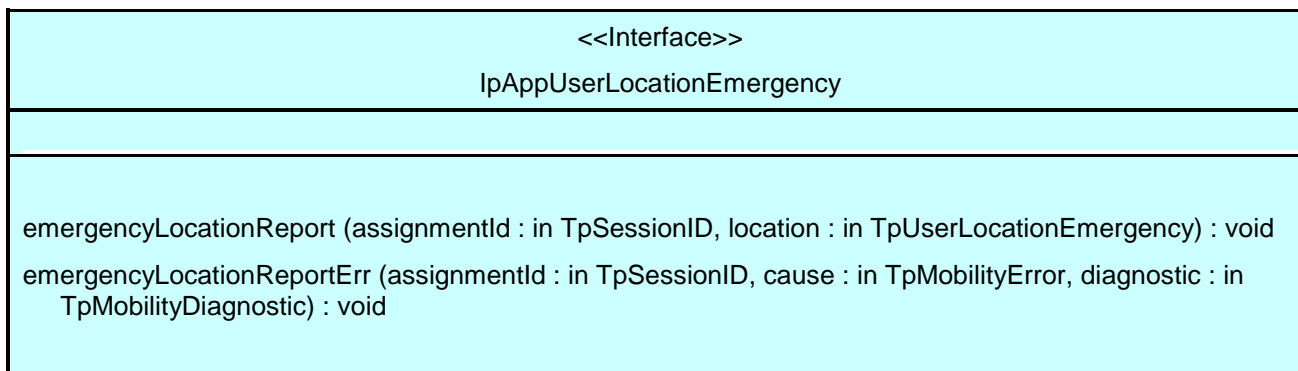 <<Interface>>
IpAppUserLocationEmergency
emergencyLocationReport (assignmentId : in TpSessionID, location : in TpUserLocationEmergency) : void
emergencyLocationReportErr (assignmentId : in TpSessionID, cause : in TpMobilityError, diagnostic : in
TpMobilityDiagnostic) : void